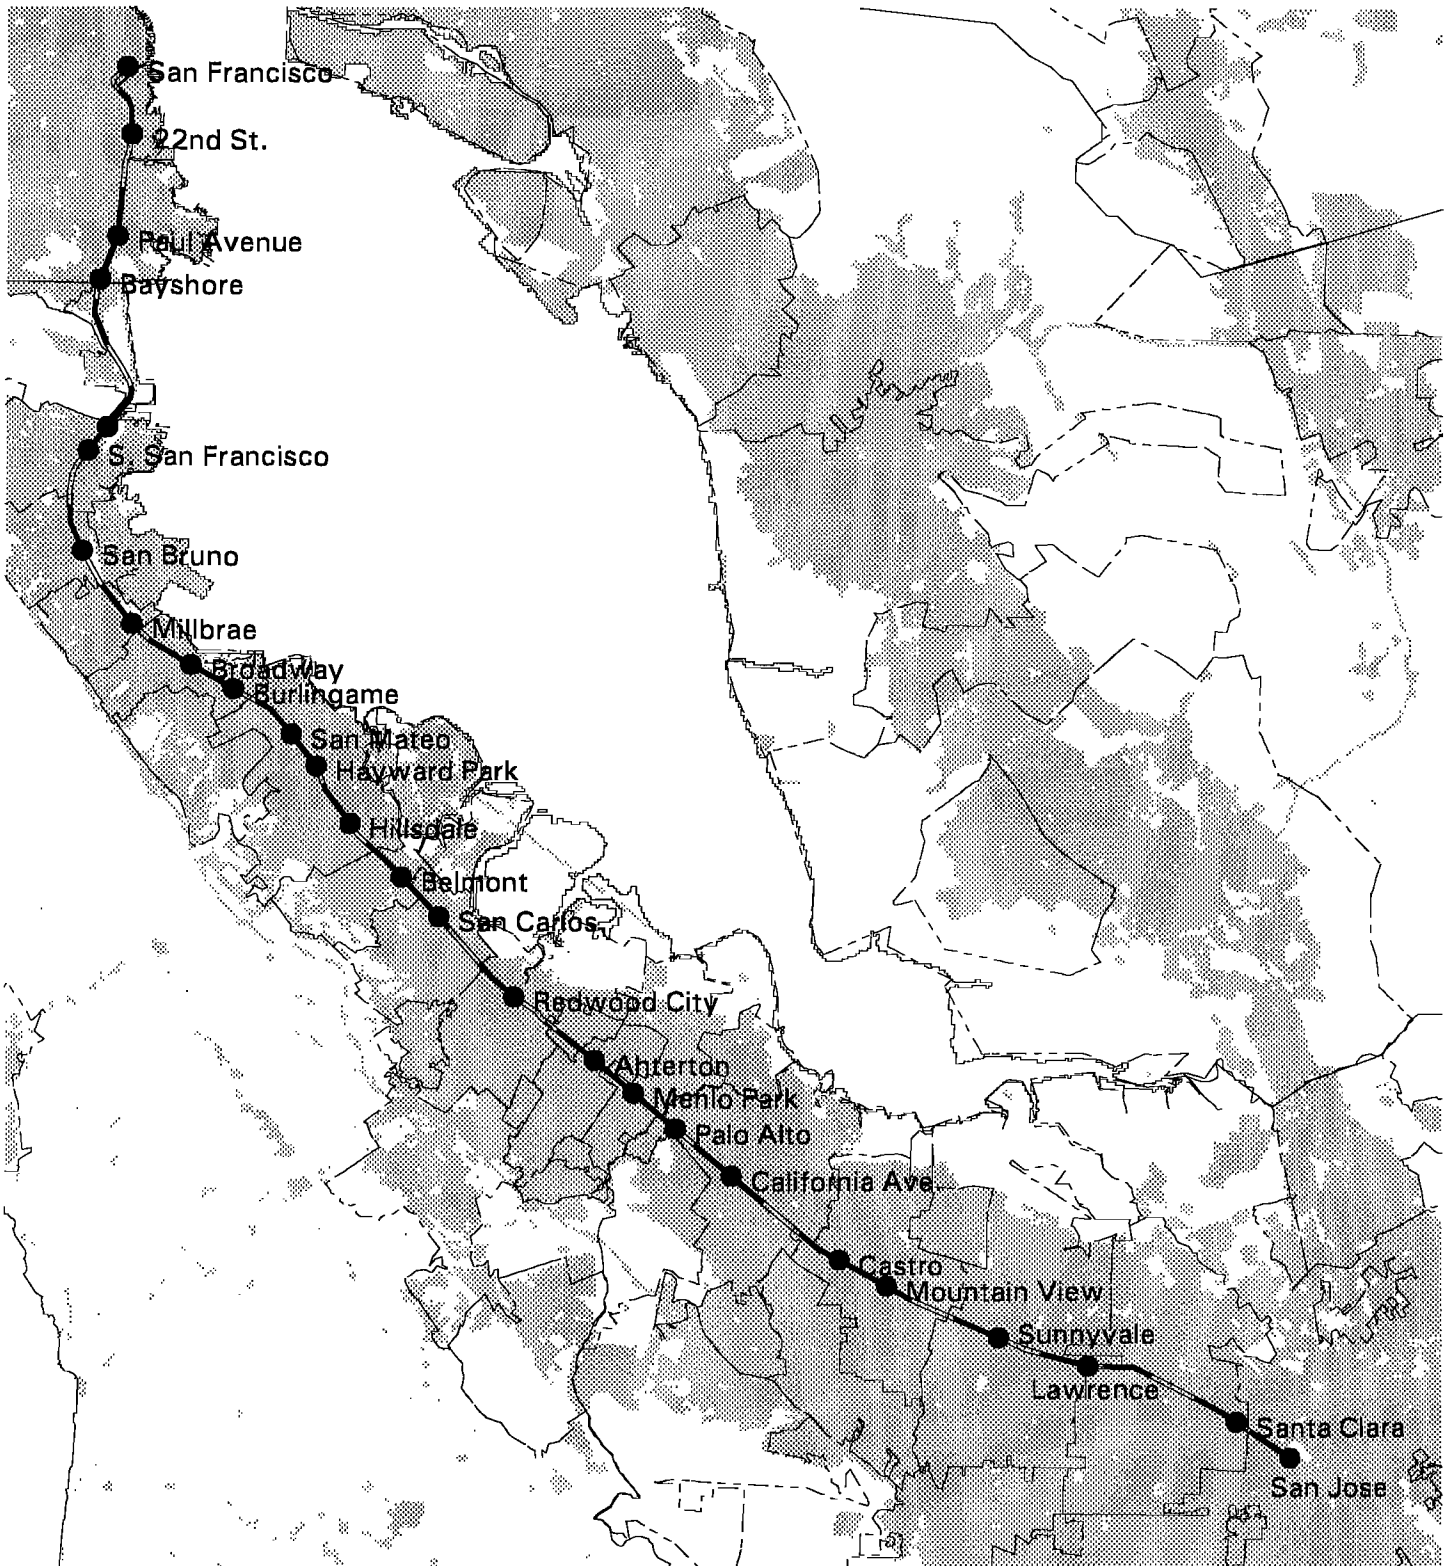 San Francisco
22nd St.
Paul Avenue
Bayshore
S. San Francisco
San Bruno
Millbrae
Broadway
Burlingame
San Mateo
Hayward Park
Hillsdale
Belmont
San Carlos
Redwood City
Ahterton
Menlo Park
Palo Alto
California Ave.
Castro
Mountain View
Sunnyvale
Lawrence
Santa Clara
San Jose